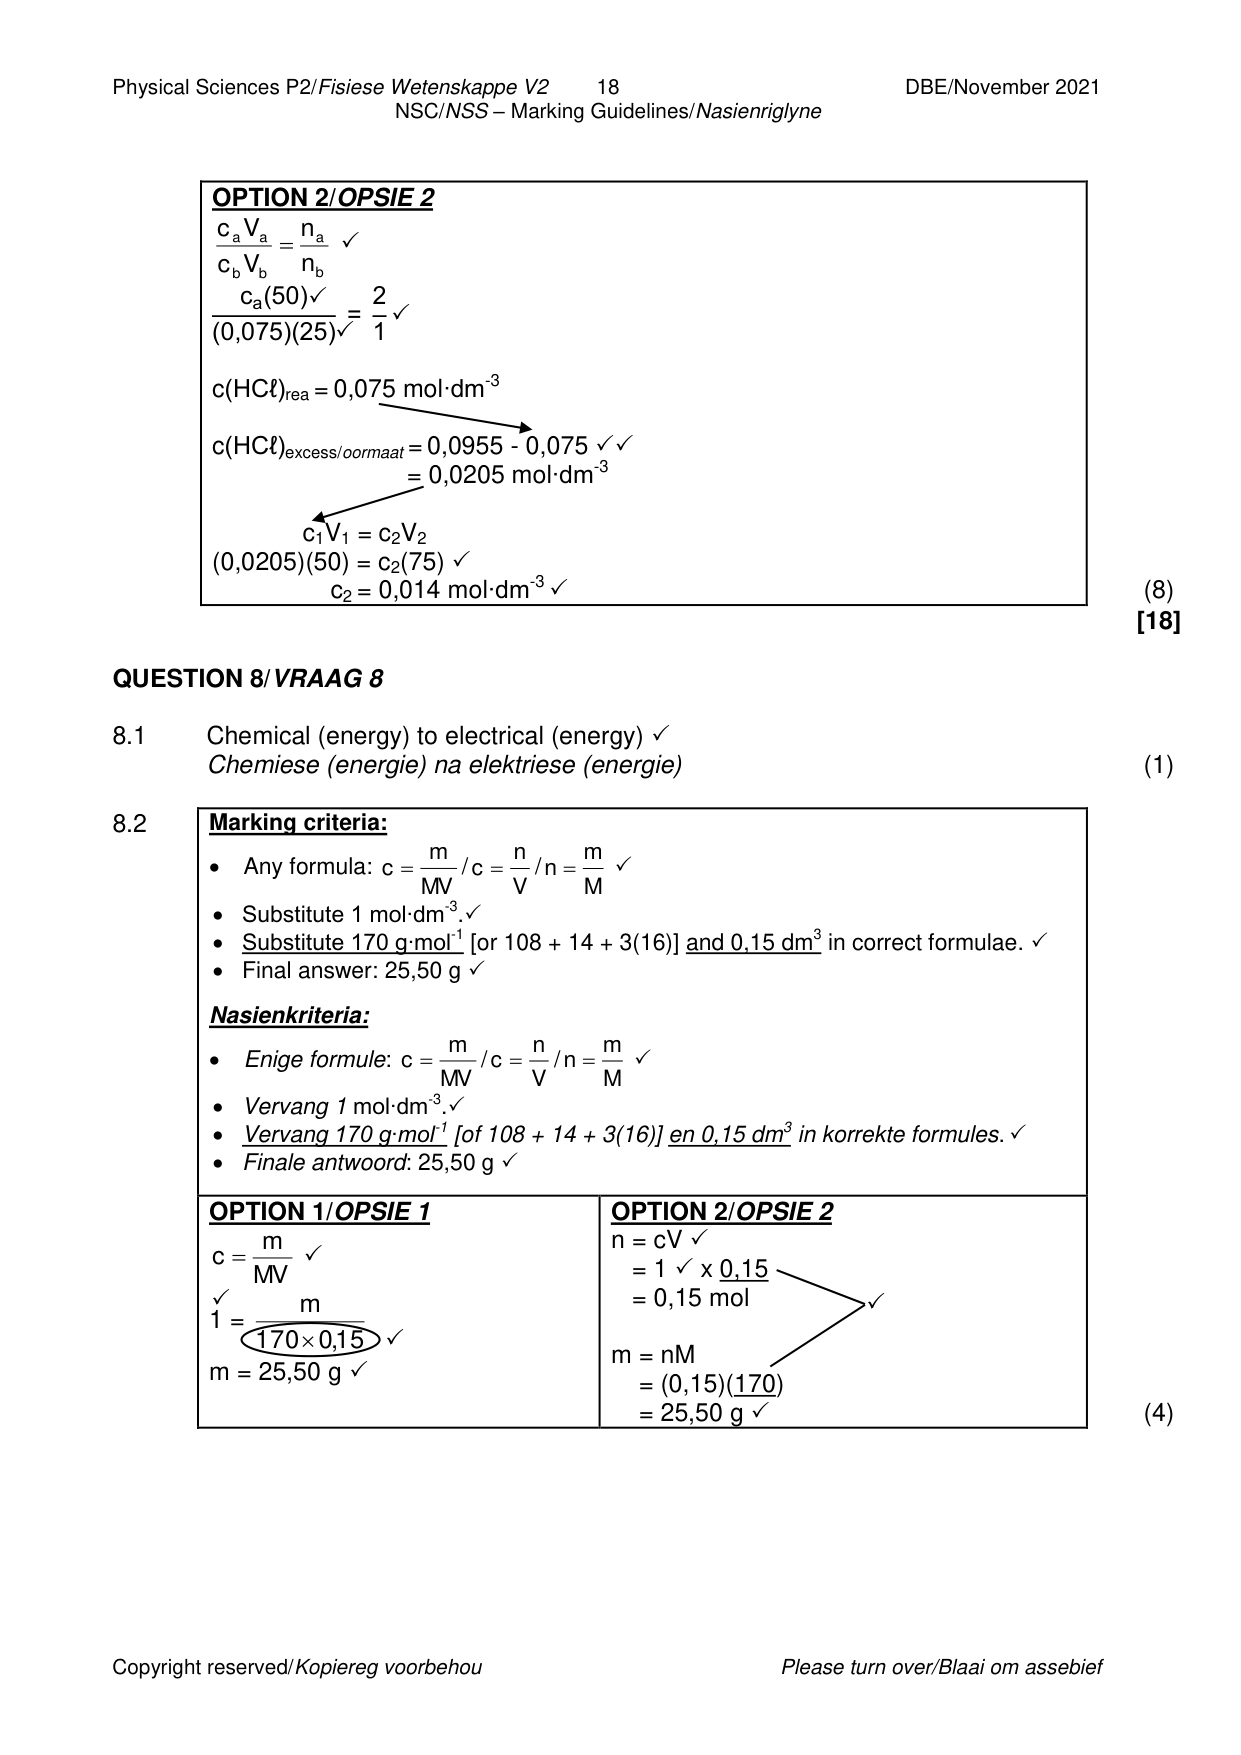 Physical Sciences P2/Fisiese Wetenskappe V2 18 DBE/November 2021
NSC/NSS – Marking Guidelines/Nasienriglyne
OPTION 2/OPSIE 2
caVa/cbVb = na/nb ✓
ca(50)✓/(0,075)(25)✓ = 2/1 ✓
c(HCℓ)rea = 0,075 mol·dm-3
c(HCℓ)excess/oormaat = 0,0955 - 0,075 ✓✓
= 0,0205 mol·dm-3
c1V1 = c2V2
(0,0205)(50) = c2(75) ✓
c2 = 0,014 mol·dm-3 ✓ (8)
[18]
QUESTION 8/VRAAG 8
8.1 Chemical (energy) to electrical (energy) ✓
Chemiese (energie) na elektriese (energie) (1)
8.2 Marking criteria:
• Any formula: c = m/MV / c = n/V / n = m/M ✓
• Substitute 1 mol·dm-3.✓
• Substitute 170 g·mol-1 [or 108 + 14 + 3(16)] and 0,15 dm3 in correct formulae. ✓
• Final answer: 25,50 g ✓
Nasienkriteria:
• Enige formule: c = m/MV / c = n/V / n = m/M ✓
• Vervang 1 mol·dm-3.✓
• Vervang 170 g·mol-1 [of 108 + 14 + 3(16)] en 0,15 dm3 in korrekte formules. ✓
• Finale antwoord: 25,50 g ✓
OPTION 1/OPSIE 1
c = m/MV ✓
✓
1 = m/170×0,15 ✓
m = 25,50 g ✓
OPTION 2/OPSIE 2
n = cV ✓
= 1 ✓ x 0,15
= 0,15 mol ✓
m = nM
= (0,15)(170)
= 25,50 g ✓ (4)
Copyright reserved/Kopiereg voorbehou Please turn over/Blaai om assebief